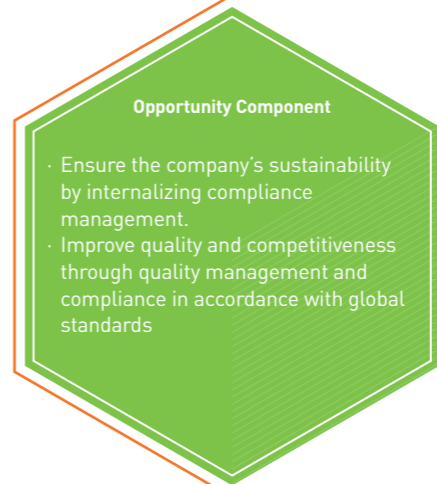 Opportunity Component
· Ensure the company’s sustainability
by internalizing compliance
management.
· Improve quality and competitiveness
through quality management and
compliance in accordance with global
standards